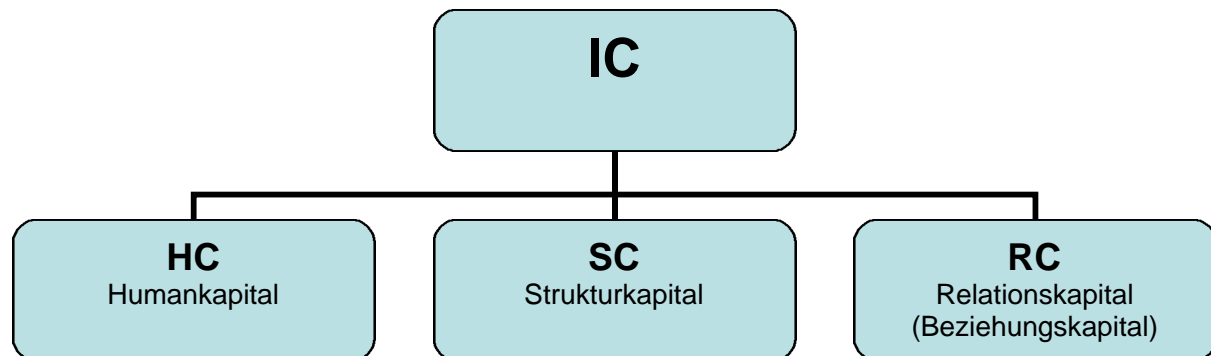 IC
HC
Humankapital
SC
Strukturkapital
RC
Relationskapital
(Beziehungskapital)